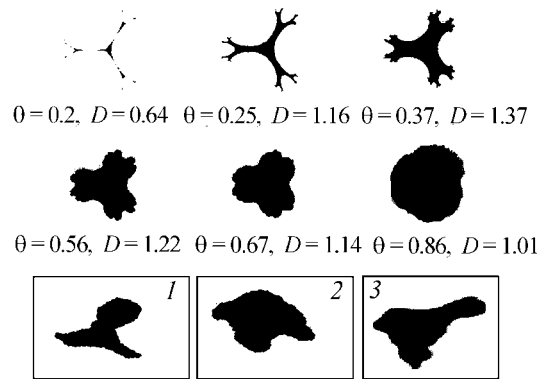 θ = 0.2, D = 0.64 θ = 0.25, D = 1.16 θ = 0.37, D = 1.37
θ = 0.56, D = 1.22 θ = 0.67, D = 1.14 θ = 0.86, D = 1.01
1 2 3